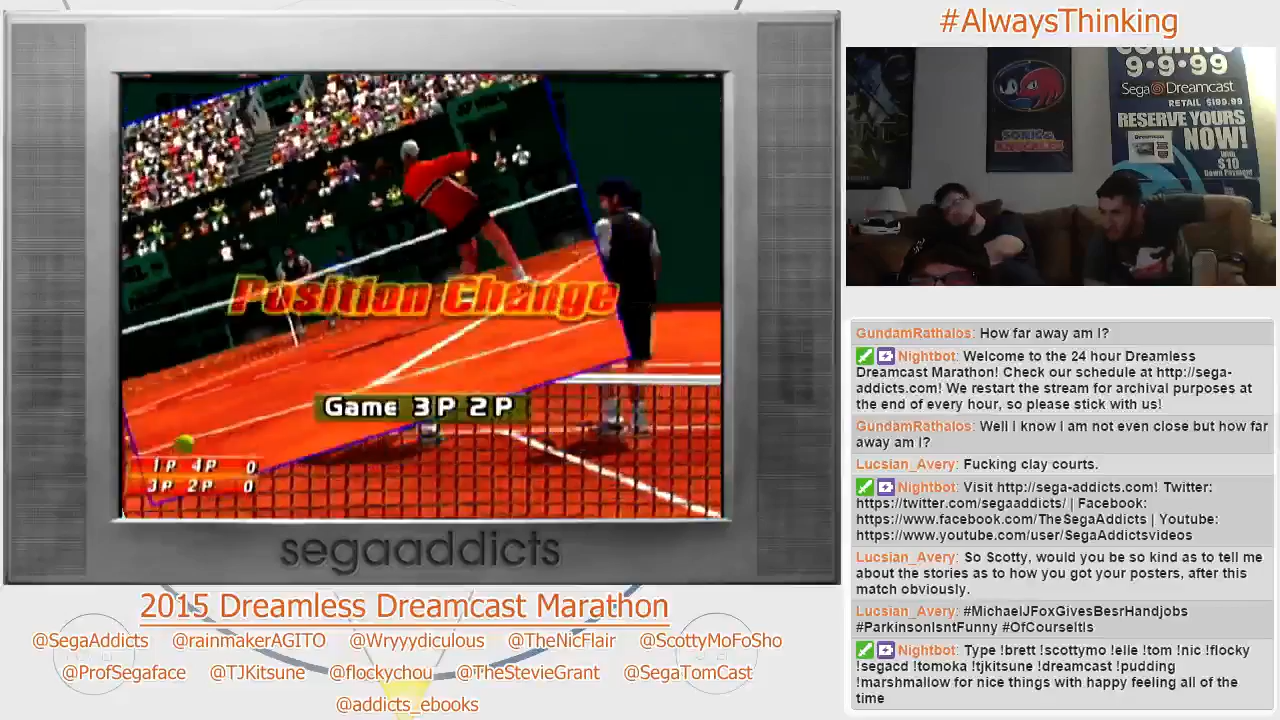 #AlwaysThinking
COMING
9•9•99
Sega Dreamcast
RETAIL $199.99
RESERVE YOURS
NOW!
WITH
$10
Down Payment
SONIC
& KNUCKLES
Position Change
Game 3P 2P
1P 4P 0
3P 2P 0
segaaddicts
2015 Dreamless Dreamcast Marathon
@SegaAddicts @rainmakerAGITO @Wryyydiculous @TheNicFlair @ScottyMoFoSho
@ProfSegaface @TJKitsune @flockychou @TheStevieGrant @SegaTomCast
@addicts_ebooks
GundamRathalos: How far away am I?
Nightbot: Welcome to the 24 hour Dreamless
Dreamcast Marathon! Check our schedule at http://sega-
addicts.com! We restart the stream for archival purposes at
the end of every hour, so please stick with us!
GundamRathalos: Well I know I am not even close but how far
away am I?
Lucsian_Avery: Fucking clay courts.
Nightbot: Visit http://sega-addicts.com! Twitter:
https://twitter.com/segaaddicts/ | Facebook:
https://www.facebook.com/TheSegaAddicts | Youtube:
https://www.youtube.com/user/SegaAddictsvideos
Lucsian_Avery: So Scotty, would you be so kind as to tell me
about the stories as to how you got your posters, after this
match obviously.
Lucsian_Avery: #MichaelJFoxGivesBesrHandjobs
#ParkinsonIsntFunny #OfCourseItIs
Nightbot: Type !brett !scottymo !elle !tom !nic !flocky
!segacd !tomoka !tjkitsune !dreamcast !pudding
!marshmallow for nice things with happy feeling all of the
time